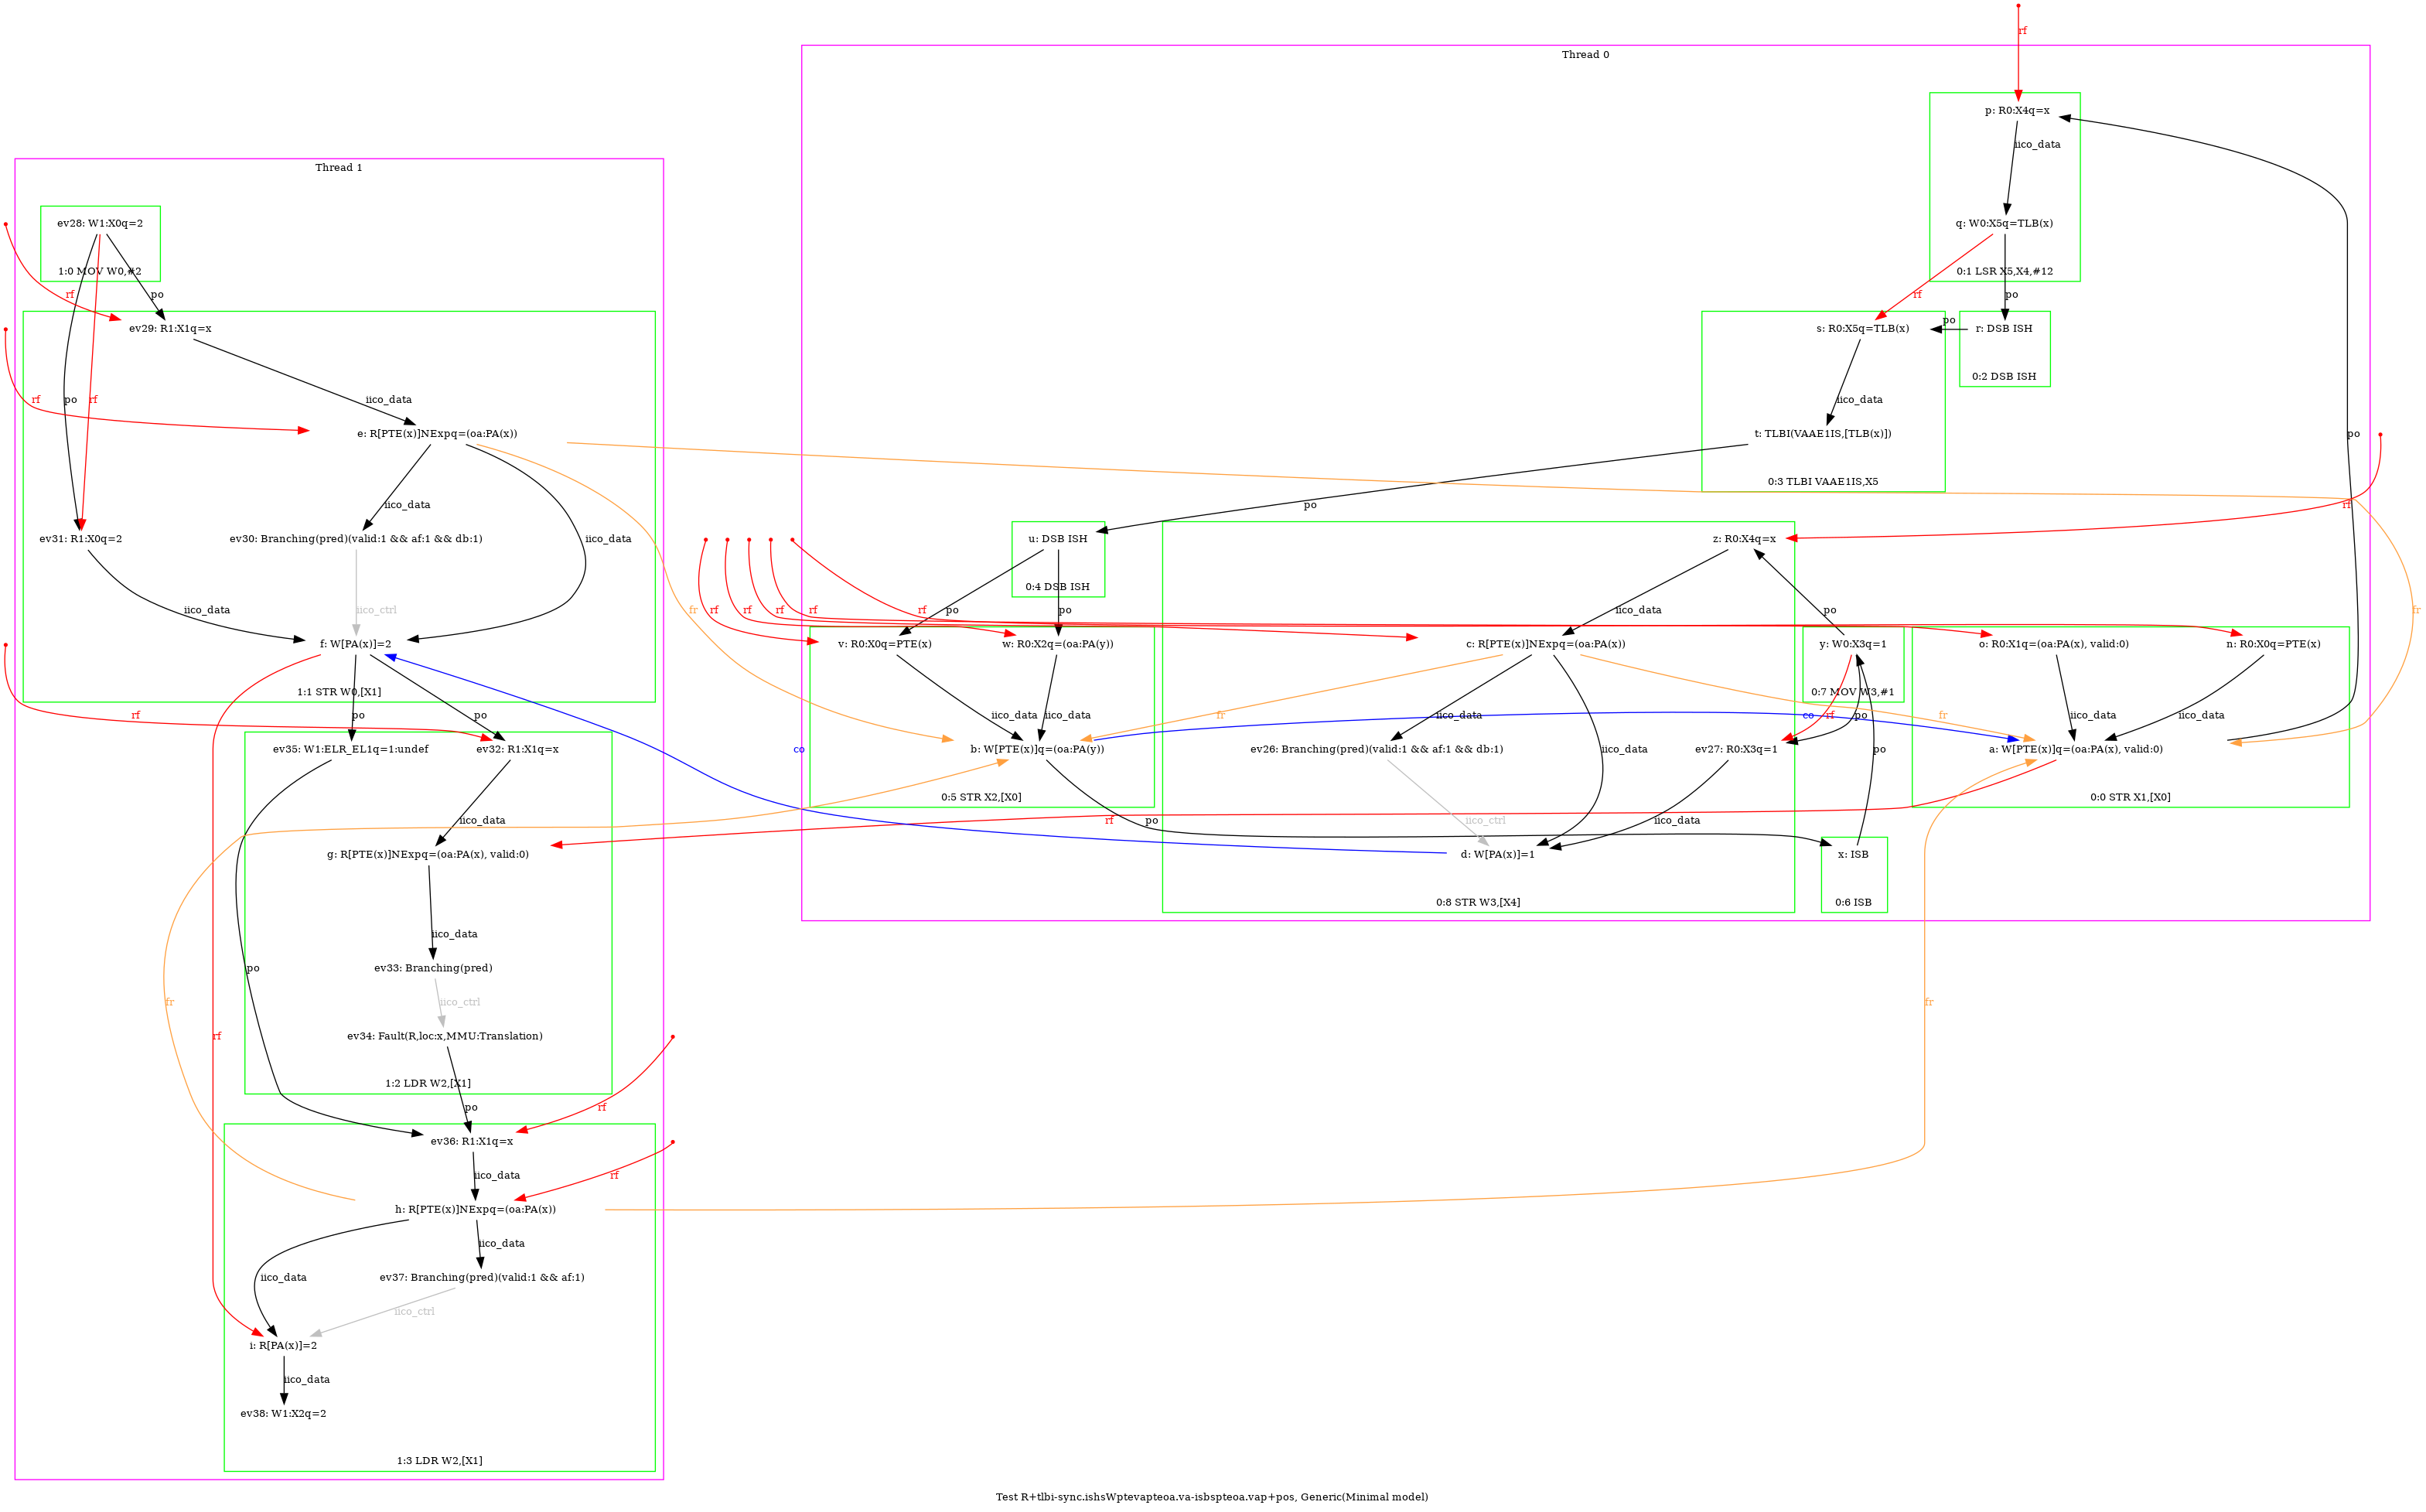 rf
Thread 0
p: R0:X4q=x
iico_data
q: W0:X5q=TLB(x)
0:1 LSR X5,X4,#12
rf
po
s: R0:X5q=TLB(x)
po
r: DSB ISH
0:2 DSB ISH
iico_data
t: TLBI(VAAE1IS,[TLB(x)])
0:3 TLBI VAAE1IS,X5
po
po
rf
u: DSB ISH
0:4 DSB ISH
z: R0:X4q=x
po
po
iico_data
po
rf
rf
rf
rf
rf
fr
v: R0:X0q=PTE(x)
w: R0:X2q=(oa:PA(y))
c: R[PTE(x)]NExpq=(oa:PA(x))
y: W0:X3q=1
0:7 MOV W3,#1
o: R0:X1q=(oa:PA(x), valid:0)
n: R0:X0q=PTE(x)
iico_data
iico_data
fr
iico_data
co
rf
po
fr
iico_data
iico_data
b: W[PTE(x)]q=(oa:PA(y))
ev26: Branching(pred)(valid:1 && af:1 && db:1)
iico_data
ev27: R0:X3q=1
po
a: W[PTE(x)]q=(oa:PA(x), valid:0)
0:5 STR X2,[X0]
0:0 STR X1,[X0]
po
iico_ctrl
iico_data
d: W[PA(x)]=1
x: ISB
0:8 STR W3,[X4]
0:6 ISB
Thread 1
ev28: W1:X0q=2
1:0 MOV W0,#2
rf
po
ev29: R1:X1q=x
rf
po
rf
iico_data
e: R[PTE(x)]NExpq=(oa:PA(x))
iico_data
ev31: R1:X0q=2
ev30: Branching(pred)(valid:1 && af:1 && db:1)
iico_data
iico_data
iico_ctrl
fr
f: W[PA(x)]=2
1:1 STR W0,[X1]
rf
po
po
co
ev35: W1:ELR_EL1q=1:undef
ev32: R1:X1q=x
iico_data
rf
g: R[PTE(x)]NExpq=(oa:PA(x), valid:0)
iico_data
po
ev33: Branching(pred)
fr
iico_ctrl
fr
rf
ev34: Fault(R,loc:x,MMU:Translation)
1:2 LDR W2,[X1]
po
rf
ev36: R1:X1q=x
iico_data
rf
h: R[PTE(x)]NExpq=(oa:PA(x))
iico_data
iico_data
ev37: Branching(pred)(valid:1 && af:1)
iico_ctrl
i: R[PA(x)]=2
iico_data
ev38: W1:X2q=2
1:3 LDR W2,[X1]
Test R+tlbi-sync.ishsWptevapteoa.va-isbspteoa.vap+pos, Generic(Minimal model)